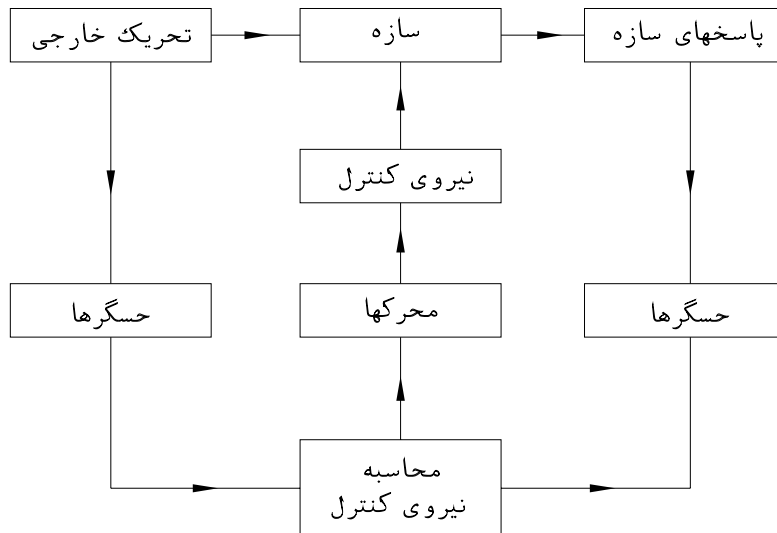 تحریک خارجی
سازه
پاسخهای سازه
نیروی کنترل
حسگرها
محرکها
حسگرها
محاسبه
نیروی کنترل